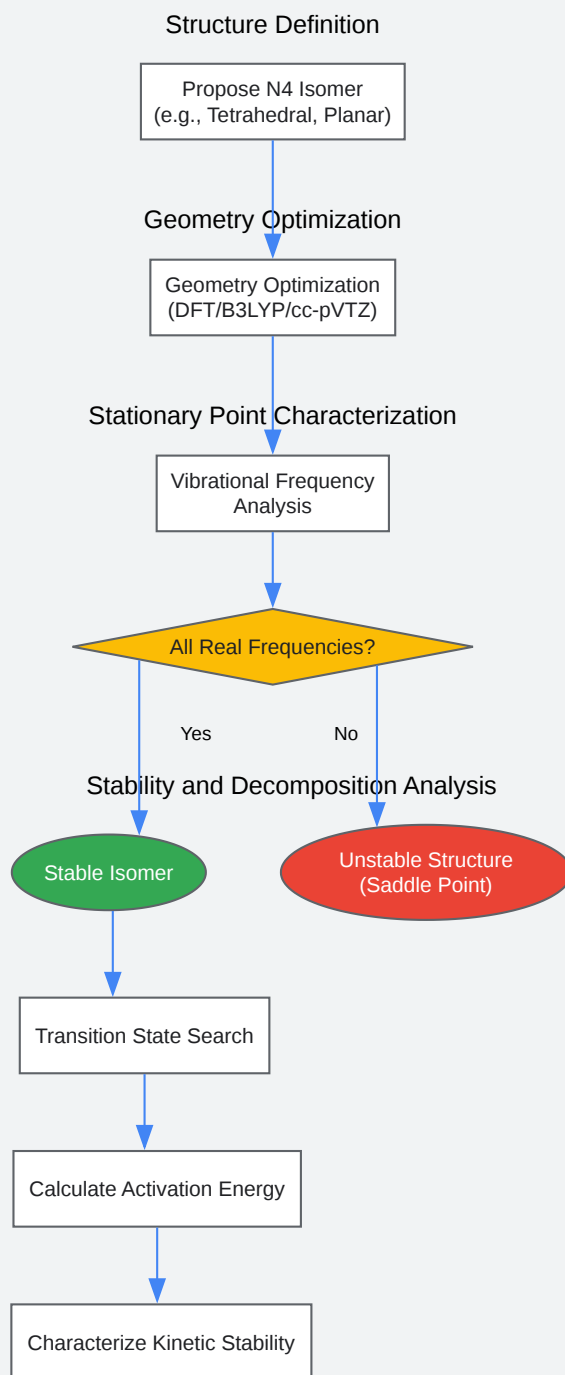 Structure Definition
Propose N4 Isomer
(e.g., Tetrahedral, Planar)
Geometry Optimization
Geometry Optimization
(DFT/B3LYP/cc-pVTZ)
Stationary Point Characterization
Vibrational Frequency
Analysis
All Real Frequencies?
Yes
No
Stability and Decomposition Analysis
Stable Isomer
Unstable Structure
(Saddle Point)
Transition State Search
Calculate Activation Energy
Characterize Kinetic Stability